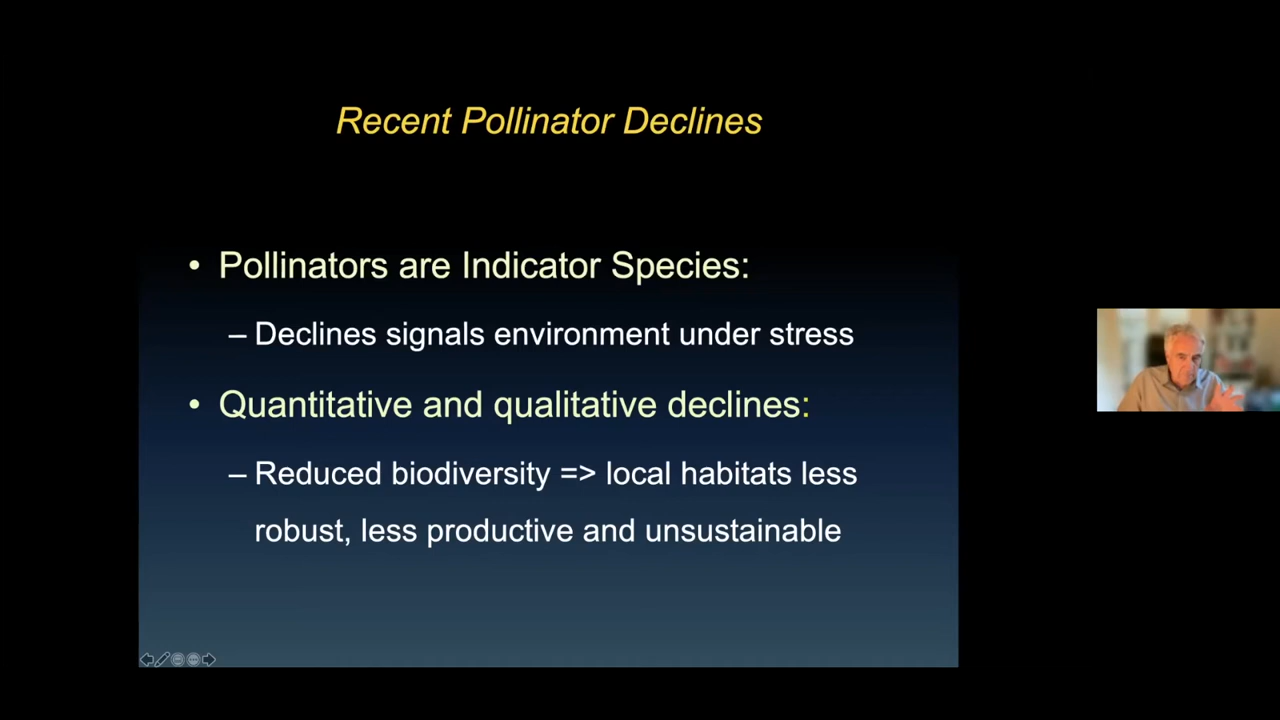 Recent Pollinator Declines
• Pollinators are Indicator Species:
– Declines signals environment under stress
• Quantitative and qualitative declines:
– Reduced biodiversity => local habitats less
robust, less productive and unsustainable